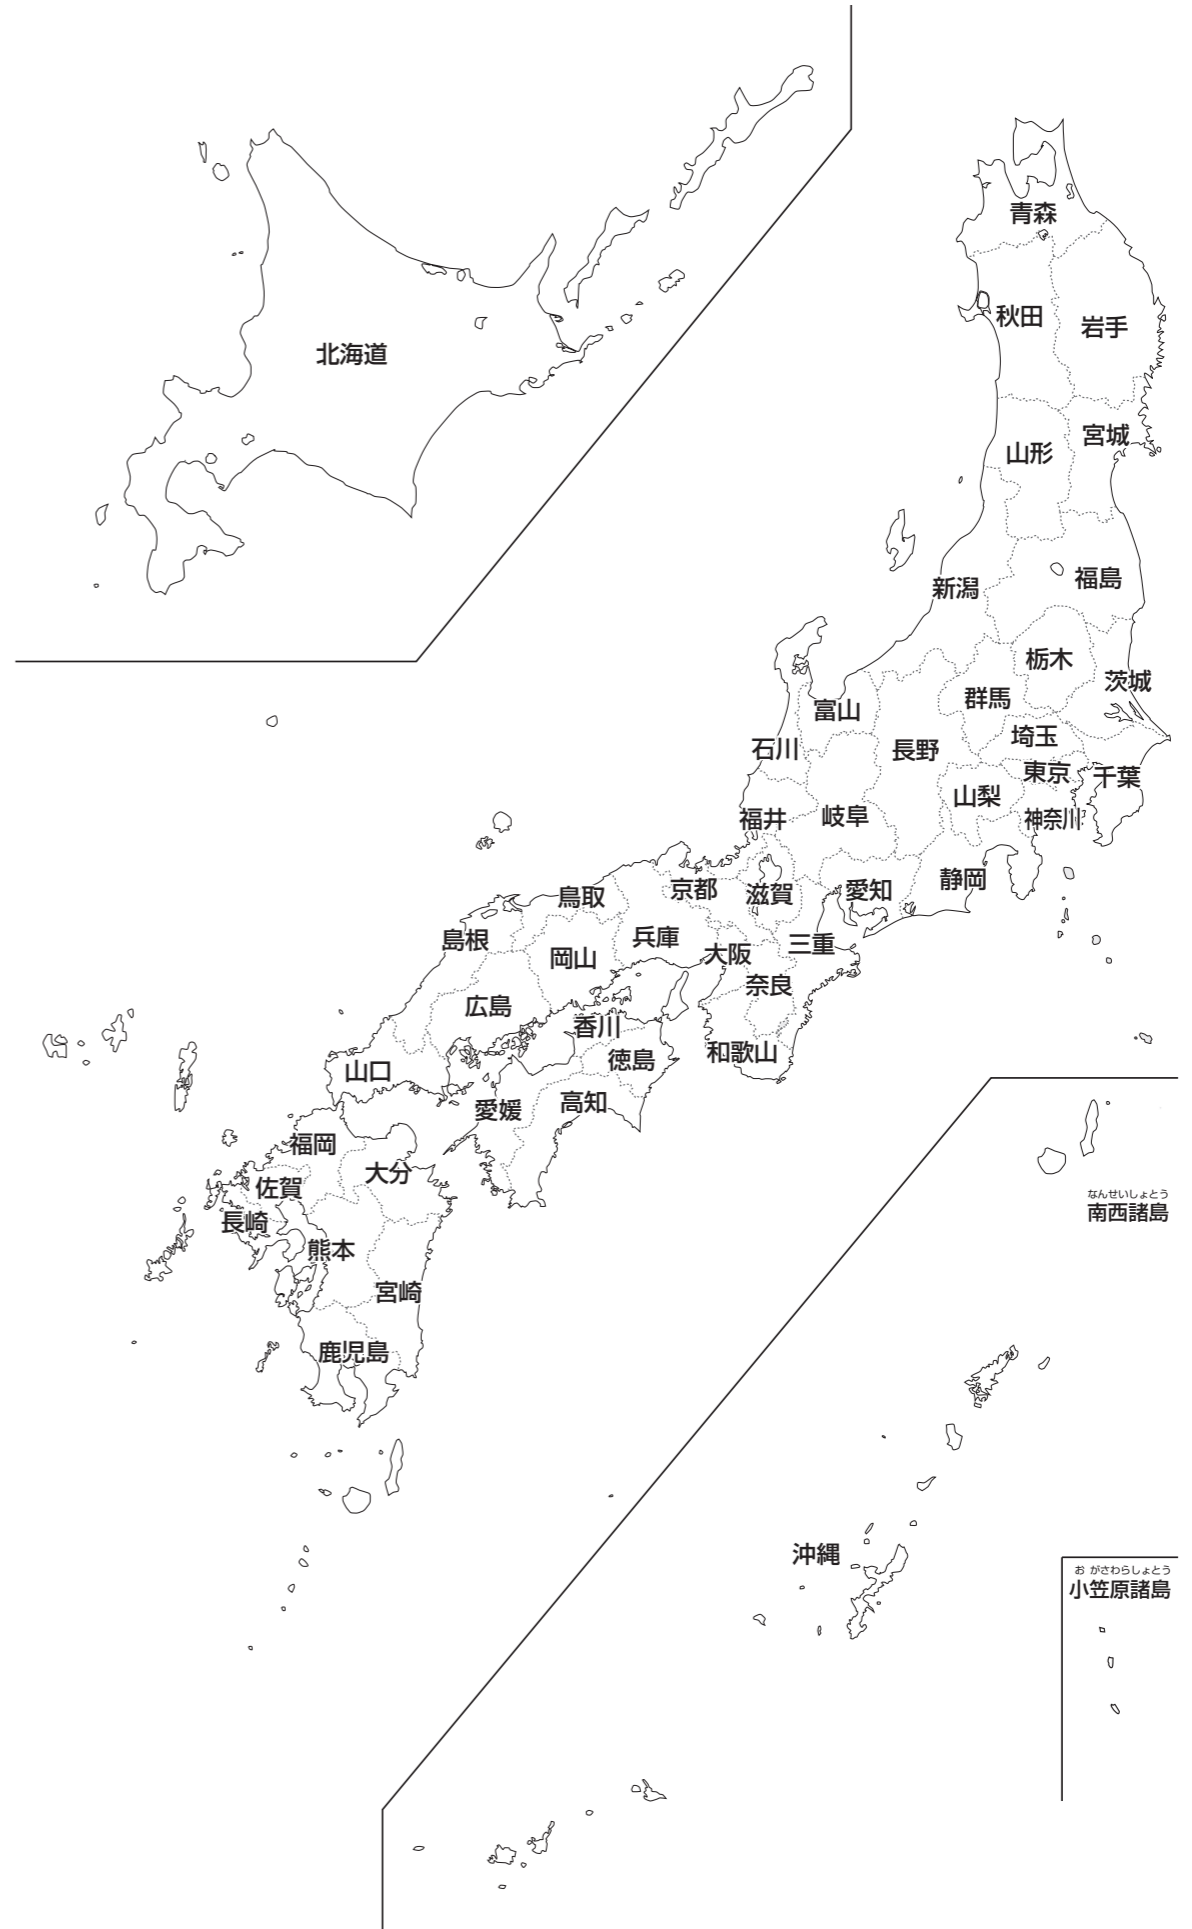 北海道
青森
秋田
岩手
山形
宮城
新潟
福島
栃木
茨城
群馬
富山
埼玉
石川
長野
東京
千葉
山梨
福井
岐阜
神奈川
静岡
京都
滋賀
愛知
鳥取
兵庫
島根
三重
大阪
岡山
奈良
広島
香川
和歌山
徳島
山口
高知
愛媛
福岡
大分
佐賀
長崎
熊本
宮崎
鹿児島
なんせいしょとう
南西諸島
沖縄
お がさわらしょとう
小笠原諸島